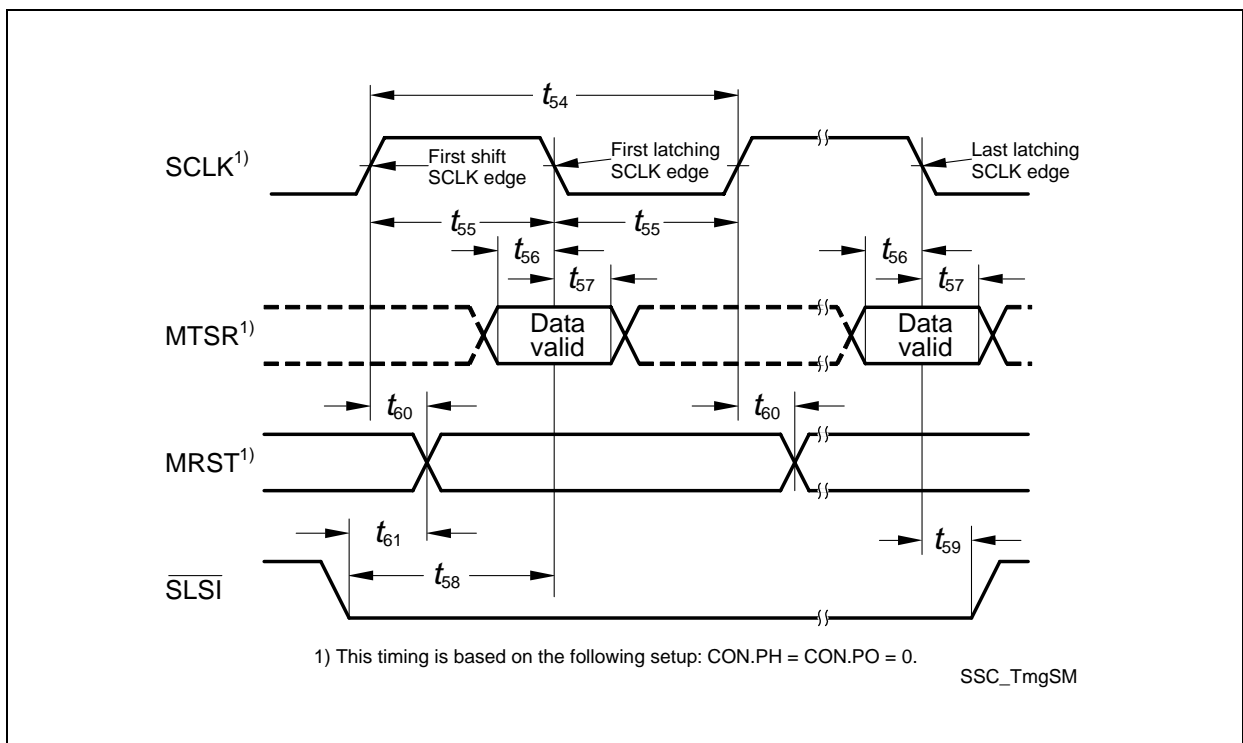 t54
SCLK1)
First shift
SCLK edge
First latching
SCLK edge
Last latching
SCLK edge
t55
t55
t56
t57
t56
t57
MTSR1)
Data
valid
Data
valid
t60
t60
MRST1)
t61
t58
t59
SLSI
1) This timing is based on the following setup: CON.PH = CON.PO = 0.
SSC_TmgSM